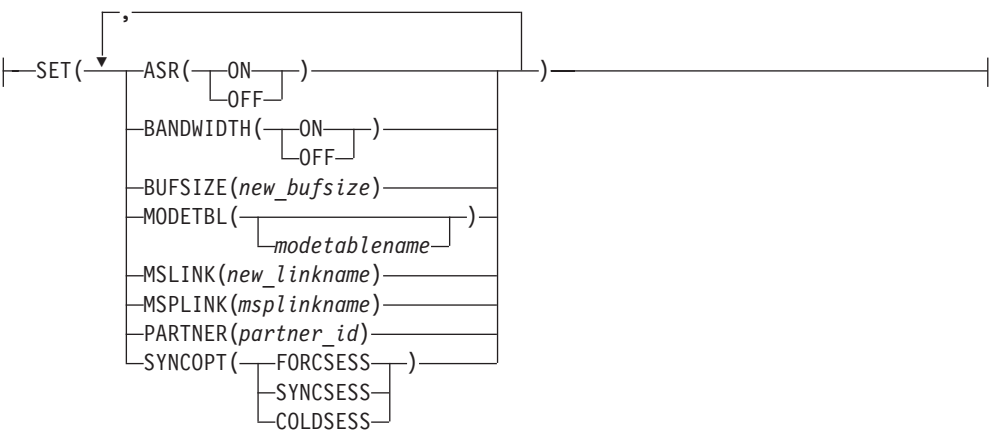 ,
SET( ASR( ON ) )
OFF
BANDWIDTH( ON )
OFF
BUFSIZE(new_bufsize)
MODETBL( )
modetablename
MSLINK(new_linkname)
MSPLINK(msplinkname)
PARTNER(partner_id)
SYNCOPT( FORCSESS )
SYNCSESS
COLDSESS